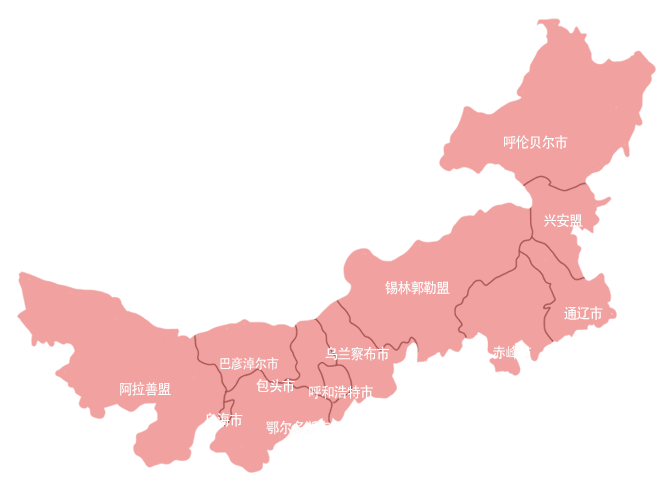 呼伦贝尔市
兴安盟
锡林郭勒盟
通辽市
赤峰
乌兰察布市
巴彦淖尔市
包头市
阿拉善盟
呼和浩特市
乌海市
鄂尔多斯